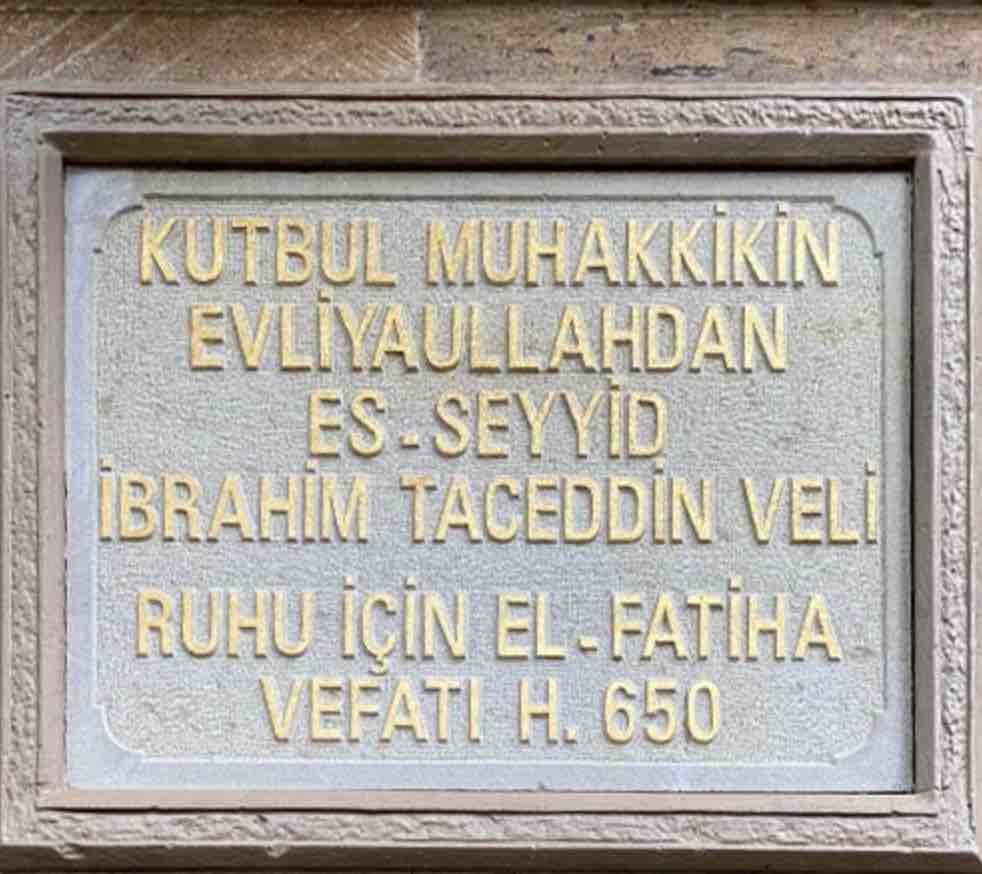 KUTBUL MUHAKKİKİN
EVLİYAULLAHDAN
ES-SEYYİD
İBRAHİM TACEDDİN VELİ
RUHU İÇİN EL-FATİHA
VEFATI H. 650